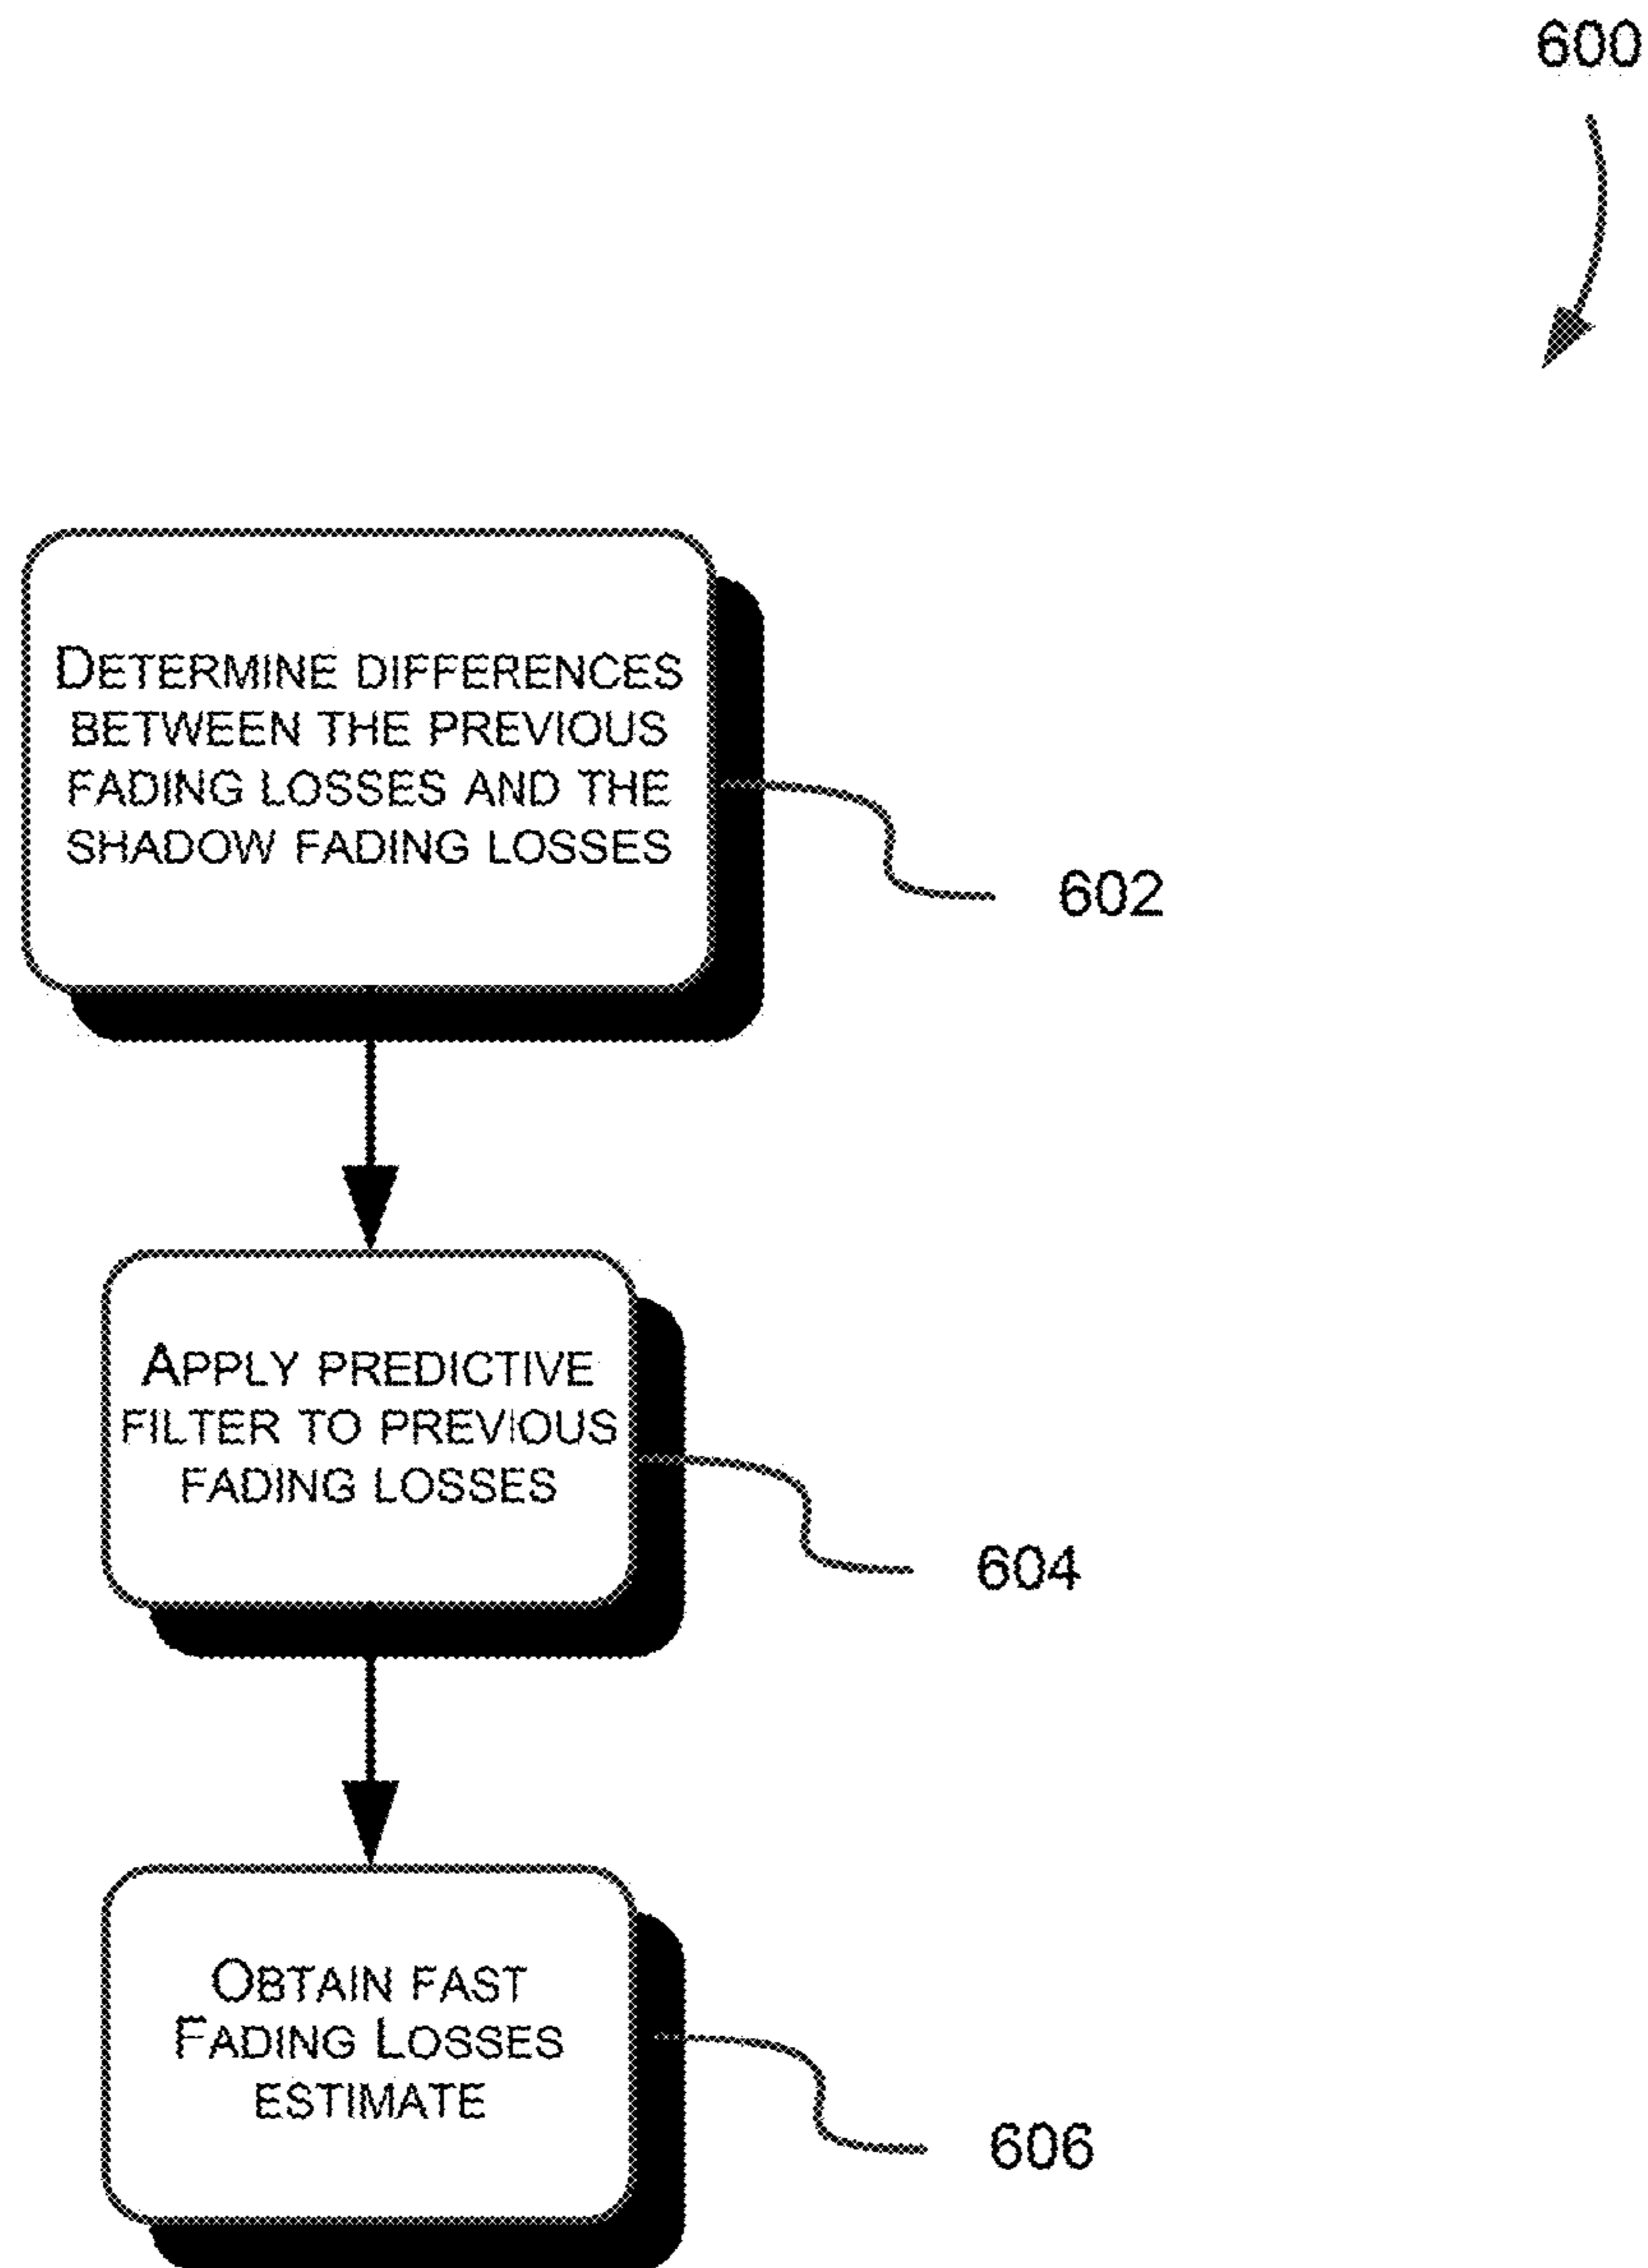 600
DETERMINE DIFFERENCES
BETWEEN THE PREVIOUS
FADING LOSSES AND THE
SHADOW FADING LOSSES
602
APPLY PREDICTIVE
FILTER TO PREVIOUS
FADING LOSSES
604
OBTAIN FAST
FADING LOSSES
ESTIMATE
606